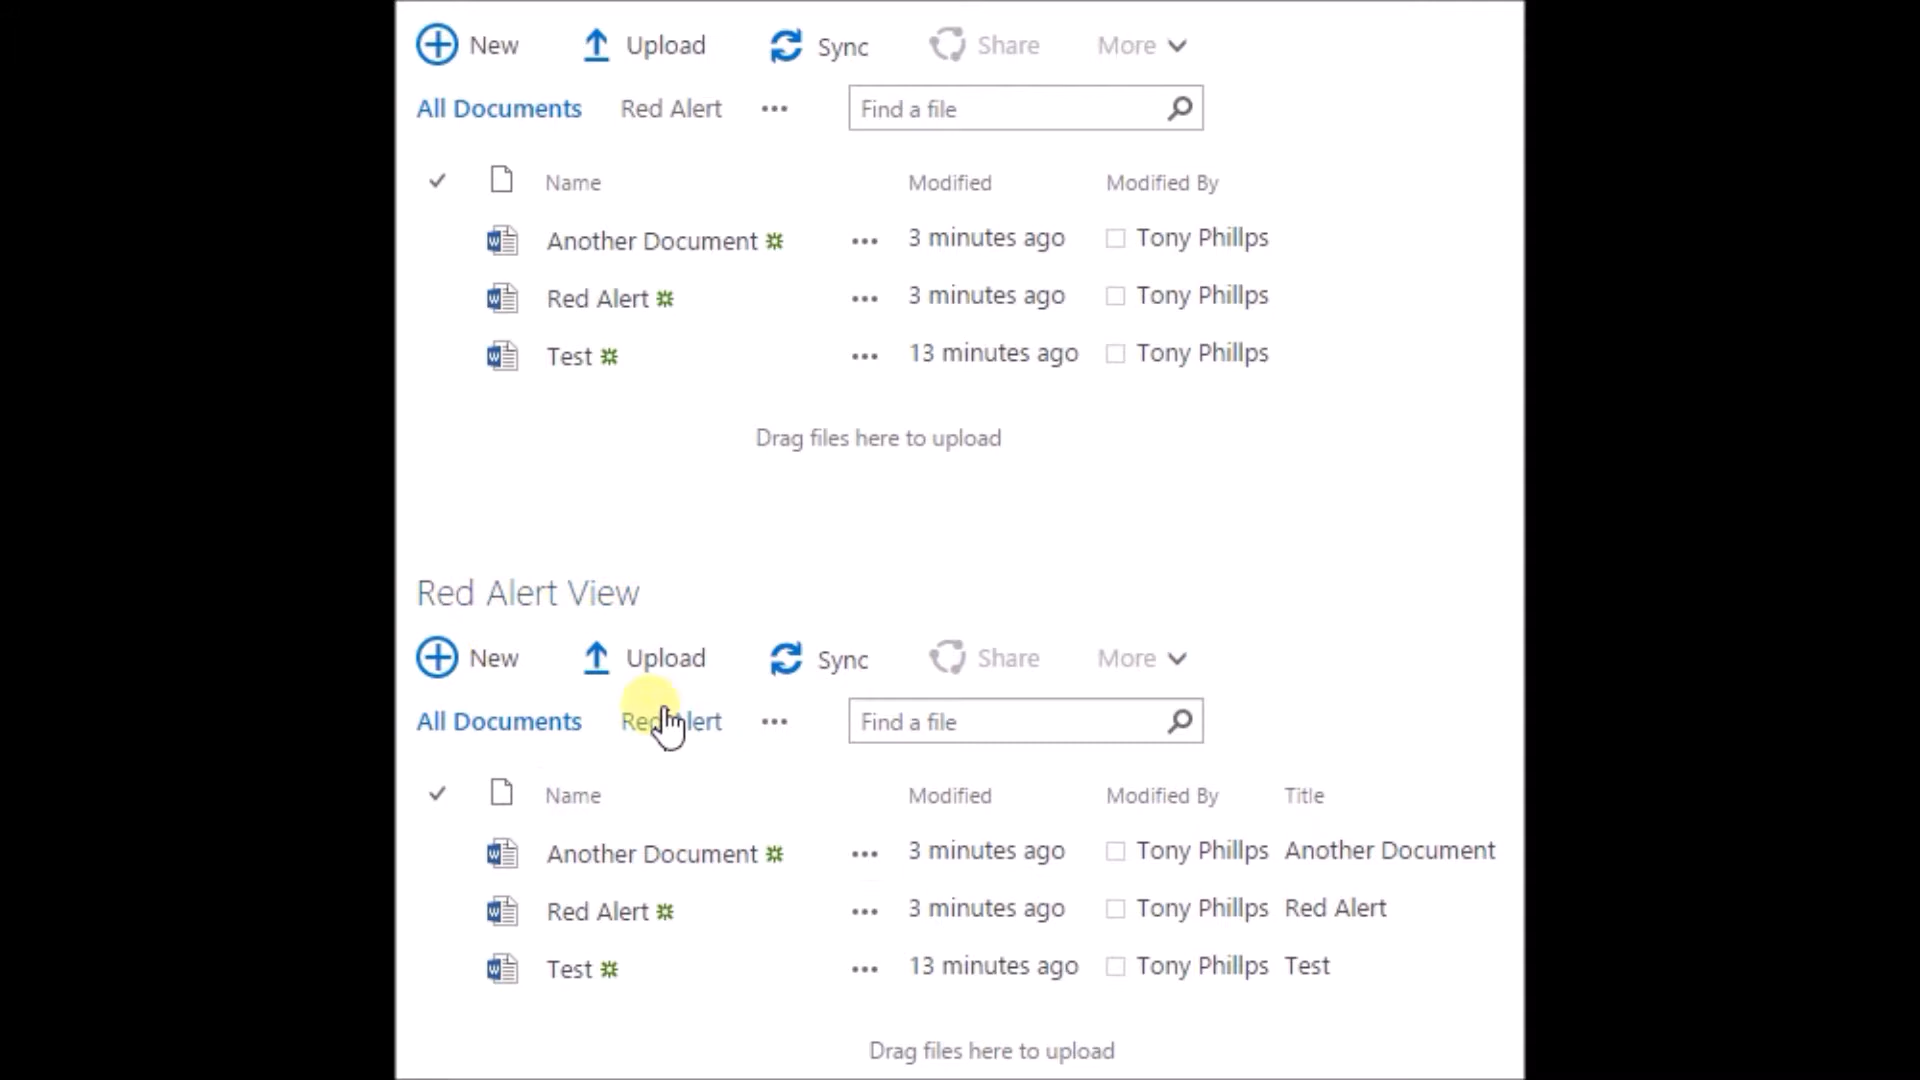 New Upload Sync Share More
All Documents Red Alert ••• Find a file
Name Modified Modified By
Another Document ••• 3 minutes ago Tony Phillps
Red Alert ••• 3 minutes ago Tony Phillps
Test ••• 13 minutes ago Tony Phillps
Drag files here to upload
Red Alert View
New Upload Sync Share More
All Documents Red Alert ••• Find a file
Name Modified Modified By Title
Another Document ••• 3 minutes ago Tony Phillps Another Document
Red Alert ••• 3 minutes ago Tony Phillps Red Alert
Test ••• 13 minutes ago Tony Phillps Test
Drag files here to upload